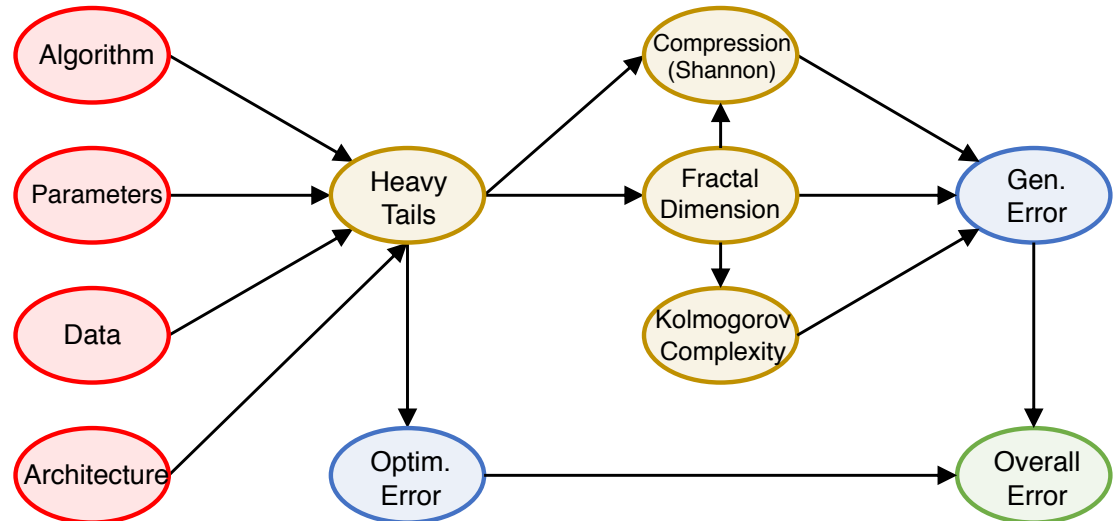 Algorithm
Compression
(Shannon)
Parameters
Heavy
Tails
Fractal
Dimension
Gen.
Error
Data
Kolmogorov
Complexity
Architecture
Optim.
Error
Overall
Error